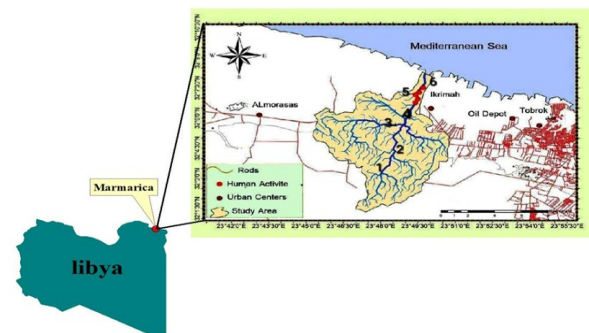 Mediterranean Sea
N
W
E
S
6
5
Ikrimah
ALmorasas
4
Oil Depot
Tobrok
3
2
1
Rods
Human Activite
Urban Centers
Study Area
Marmarica
libya
23°42'0"E
23°43'30"E
23°45'0"E
23°46'30"E
23°48'0"E
23°49'30"E
23°51'0"E
23°52'30"E
23°54'0"E
23°55'30"E